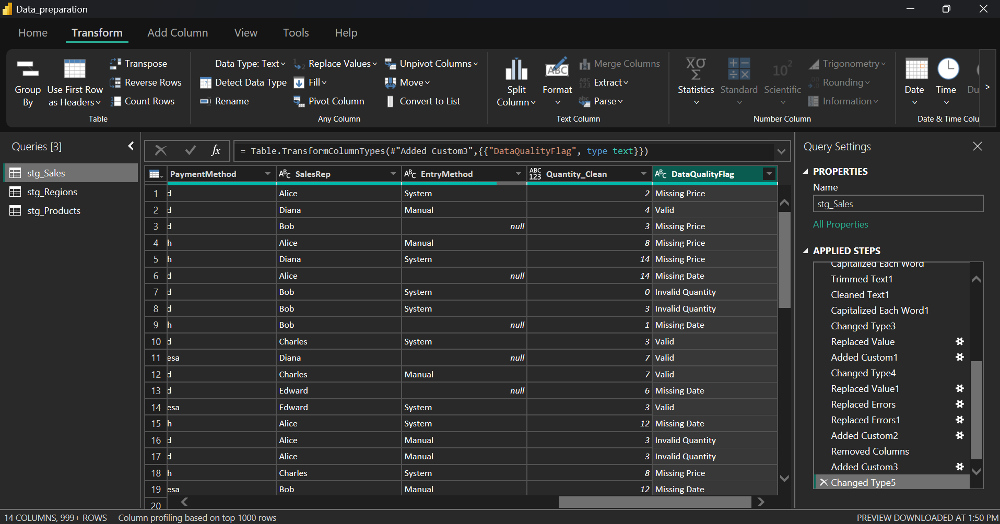 Data_preparation
Home Transform Add Column View Tools Help
Group By
Use First Row as Headers
Transpose
Reverse Rows
Count Rows
Table
Data Type: Text
Detect Data Type
Rename
Replace Values
Fill
Pivot Column
Unpivot Columns
Move
Convert to List
Any Column
Split Column
Format
ABC
Merge Columns
ABC 123 Extract
abc Parse
Text Column
Χσ Σ
Statistics
Standard
10²
Scientific
Trigonometry
.00 Rounding
Information
Number Column
Date
Time
Du
>
Date & Time Colu
Queries [3]
stg_Sales
stg_Regions
stg_Products
fx
= Table.TransformColumnTypes(#"Added Custom3",{{"DataQualityFlag", type text}})
PaymentMethod ABC SalesRep ABC EntryMethod ABC 123 Quantity_Clean ABC DataQualityFlag
1 d Alice System 2 Missing Price
2 d Diana Manual 4 Valid
3 d Bob null 3 Missing Price
4 h Alice Manual 8 Missing Price
5 h Diana System 14 Missing Price
6 d Alice null 14 Missing Date
7 d Bob System 0 Invalid Quantity
8 d Bob System 3 Invalid Quantity
9 h Bob null 1 Missing Date
10 d Charles System 3 Valid
11 esa Diana null 7 Valid
12 d Charles Manual 7 Valid
13 d Edward null 6 Missing Date
14 esa Edward System 3 Valid
15 h Alice System 12 Missing Date
16 d Alice Manual 3 Invalid Quantity
17 d Alice Manual 3 Invalid Quantity
18 h Charles System 8 Missing Price
19 esa Bob Manual 12 Missing Date
20
Query Settings
PROPERTIES
Name
stg_Sales
All Properties
APPLIED STEPS
Capitalized Each Word
Trimmed Text1
Cleaned Text1
Capitalized Each Word1
Changed Type3
Replaced Value
Added Custom1
Changed Type4
Replaced Value1
Replaced Errors
Replaced Errors1
Added Custom2
Removed Columns
Added Custom3
Changed Type5
14 COLUMNS, 999+ ROWS Column profiling based on top 1000 rows
PREVIEW DOWNLOADED AT 1:50 PM